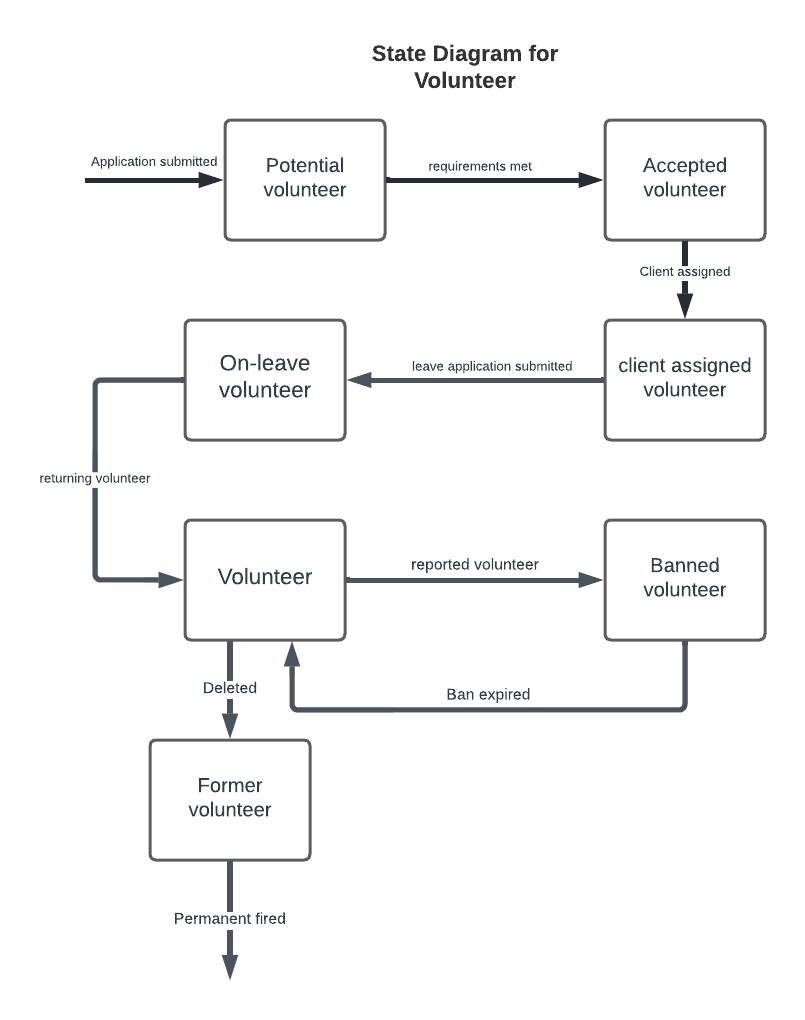 State Diagram for
Volunteer
Application submitted
Potential
volunteer
requirements met
Accepted
volunteer
Client assigned
On-leave
volunteer
leave application submitted
client assigned
volunteer
returning volunteer
Volunteer
reported volunteer
Banned
volunteer
Deleted
Ban expired
Former
volunteer
Permanent fired